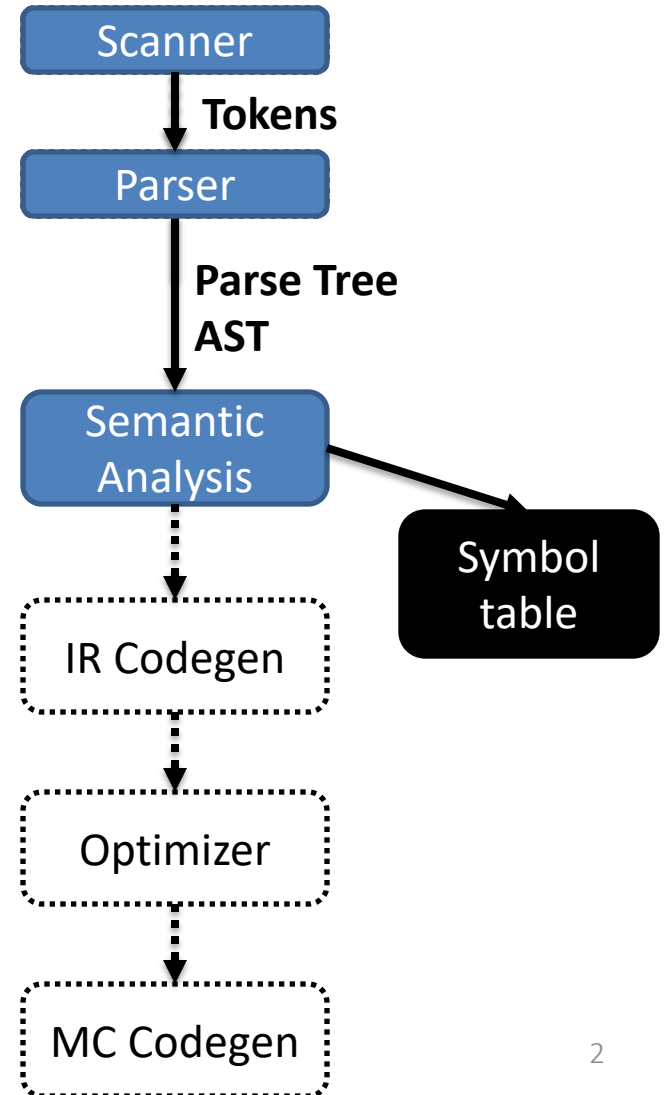 Scanner
Tokens
Parser
Parse Tree
AST
Semantic
Analysis
Symbol
table
IR Codegen
Optimizer
MC Codegen
2